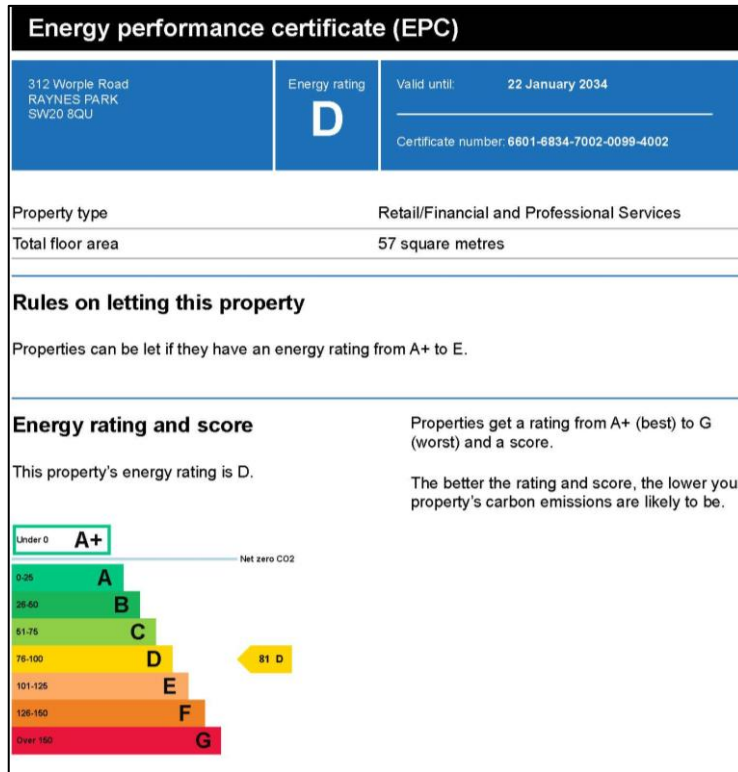 Energy performance certificate (EPC)
312 Worple Road
RAYNES PARK
SW20 8QU
Energy rating
D
Valid until: 22 January 2034
Certificate number: 6601-6834-7002-0099-4002
Property type Retail/Financial and Professional Services
Total floor area 57 square metres
Rules on letting this property
Properties can be let if they have an energy rating from A+ to E.
Energy rating and score
This property's energy rating is D.
Properties get a rating from A+ (best) to G
(worst) and a score.
The better the rating and score, the lower you
property's carbon emissions are likely to be.
Under 0 A+
Net zero CO2
0-25 A
26-50 B
51-75 C
76-100 D
81 D
101-125 E
126-150 F
Over 150 G